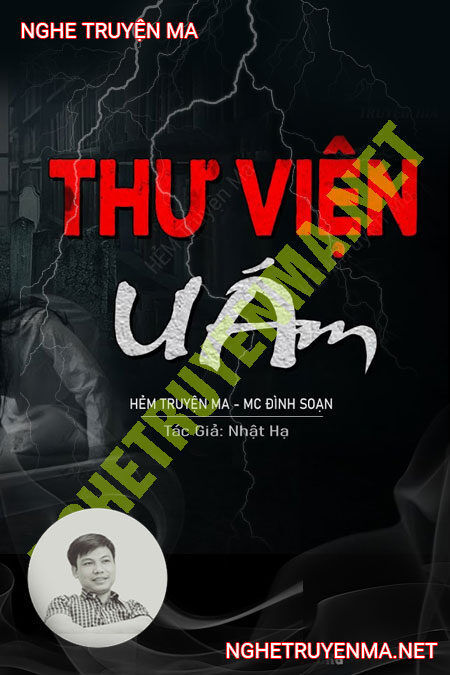 NGHE TRUYỆN MA
THƯ VIỆN
U Ám
HẺM TRUYỆN MA - MC ĐÌNH SOẠN
Tác Giả: Nhật Hạ
NGHETRUYENMA.NET
NGHETRUYENMA.NET